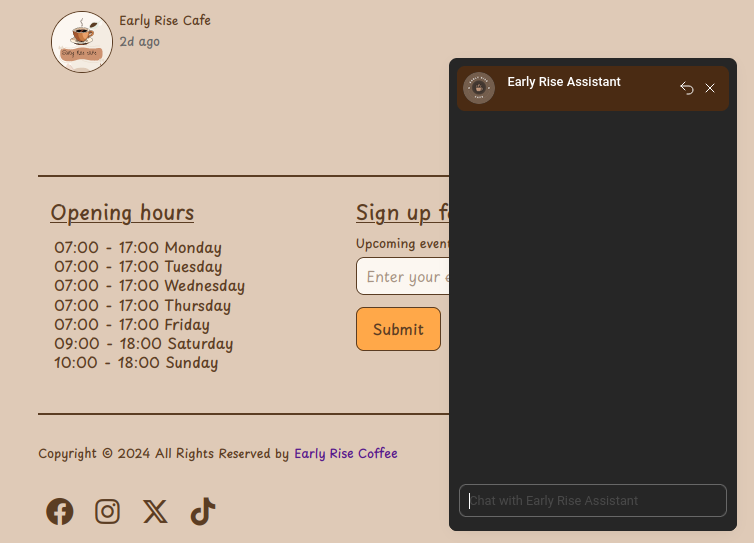 Early Rise Cafe
2d ago
Early Rise Assistant
Opening hours
07:00 - 17:00 Monday
07:00 - 17:00 Tuesday
07:00 - 17:00 Wednesday
07:00 - 17:00 Thursday
07:00 - 17:00 Friday
09:00 - 18:00 Saturday
10:00 - 18:00 Sunday
Sign up f
Upcoming event
Enter your e
Submit
Chat with Early Rise Assistant
Copyright © 2024 All Rights Reserved by Early Rise Coffee